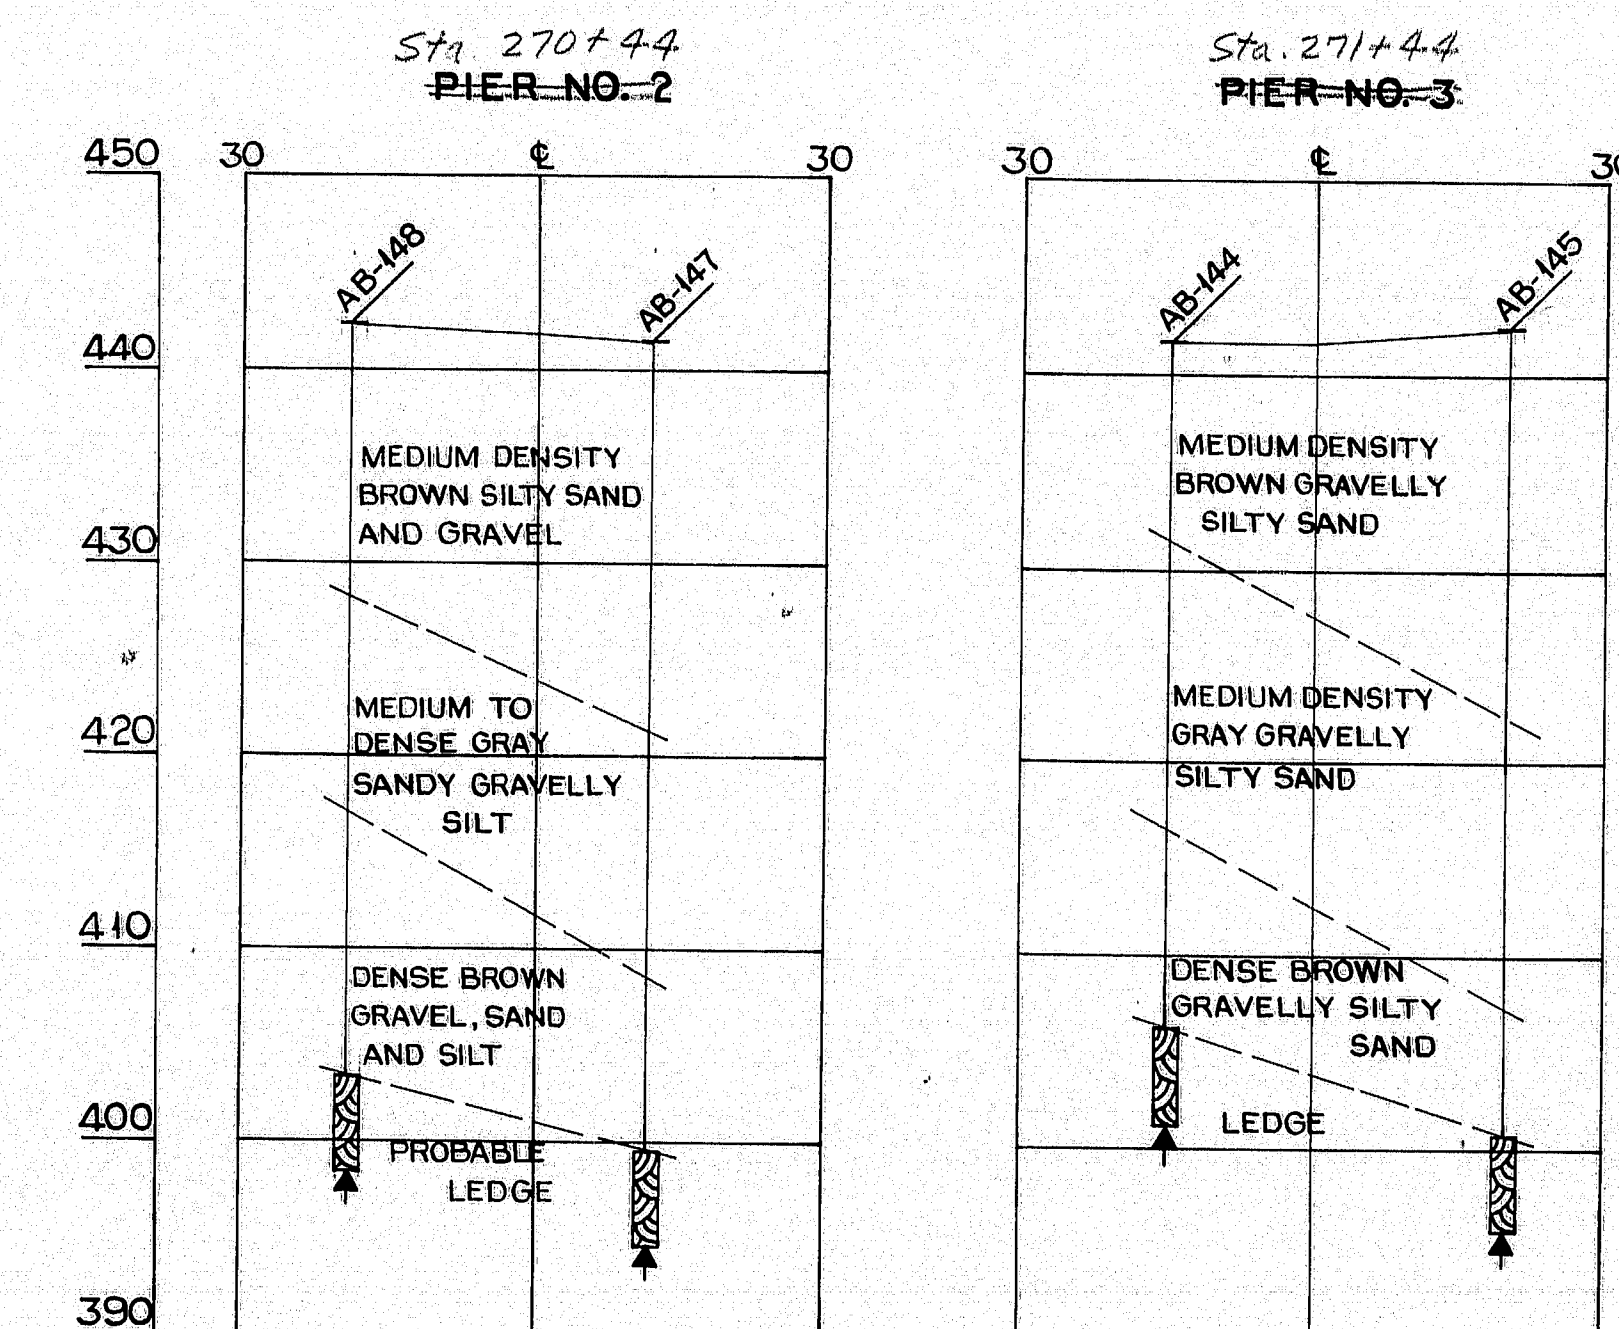 Sta. 270+44
PIER NO. 2
Sta. 271+44
PIER NO. 3
450
30
℄
30
30
℄
30
AB-148
AB-147
AB-144
AB-145
440
MEDIUM DENSITY
BROWN SILTY SAND
AND GRAVEL
MEDIUM DENSITY
BROWN GRAVELLY
SILTY SAND
430
MEDIUM TO
DENSE GRAY
SANDY GRAVELLY
SILT
MEDIUM DENSITY
GRAY GRAVELLY
SILTY SAND
420
410
DENSE BROWN
GRAVEL, SAND
AND SILT
DENSE BROWN
GRAVELLY SILTY
SAND
400
PROBABLE
LEDGE
LEDGE
390